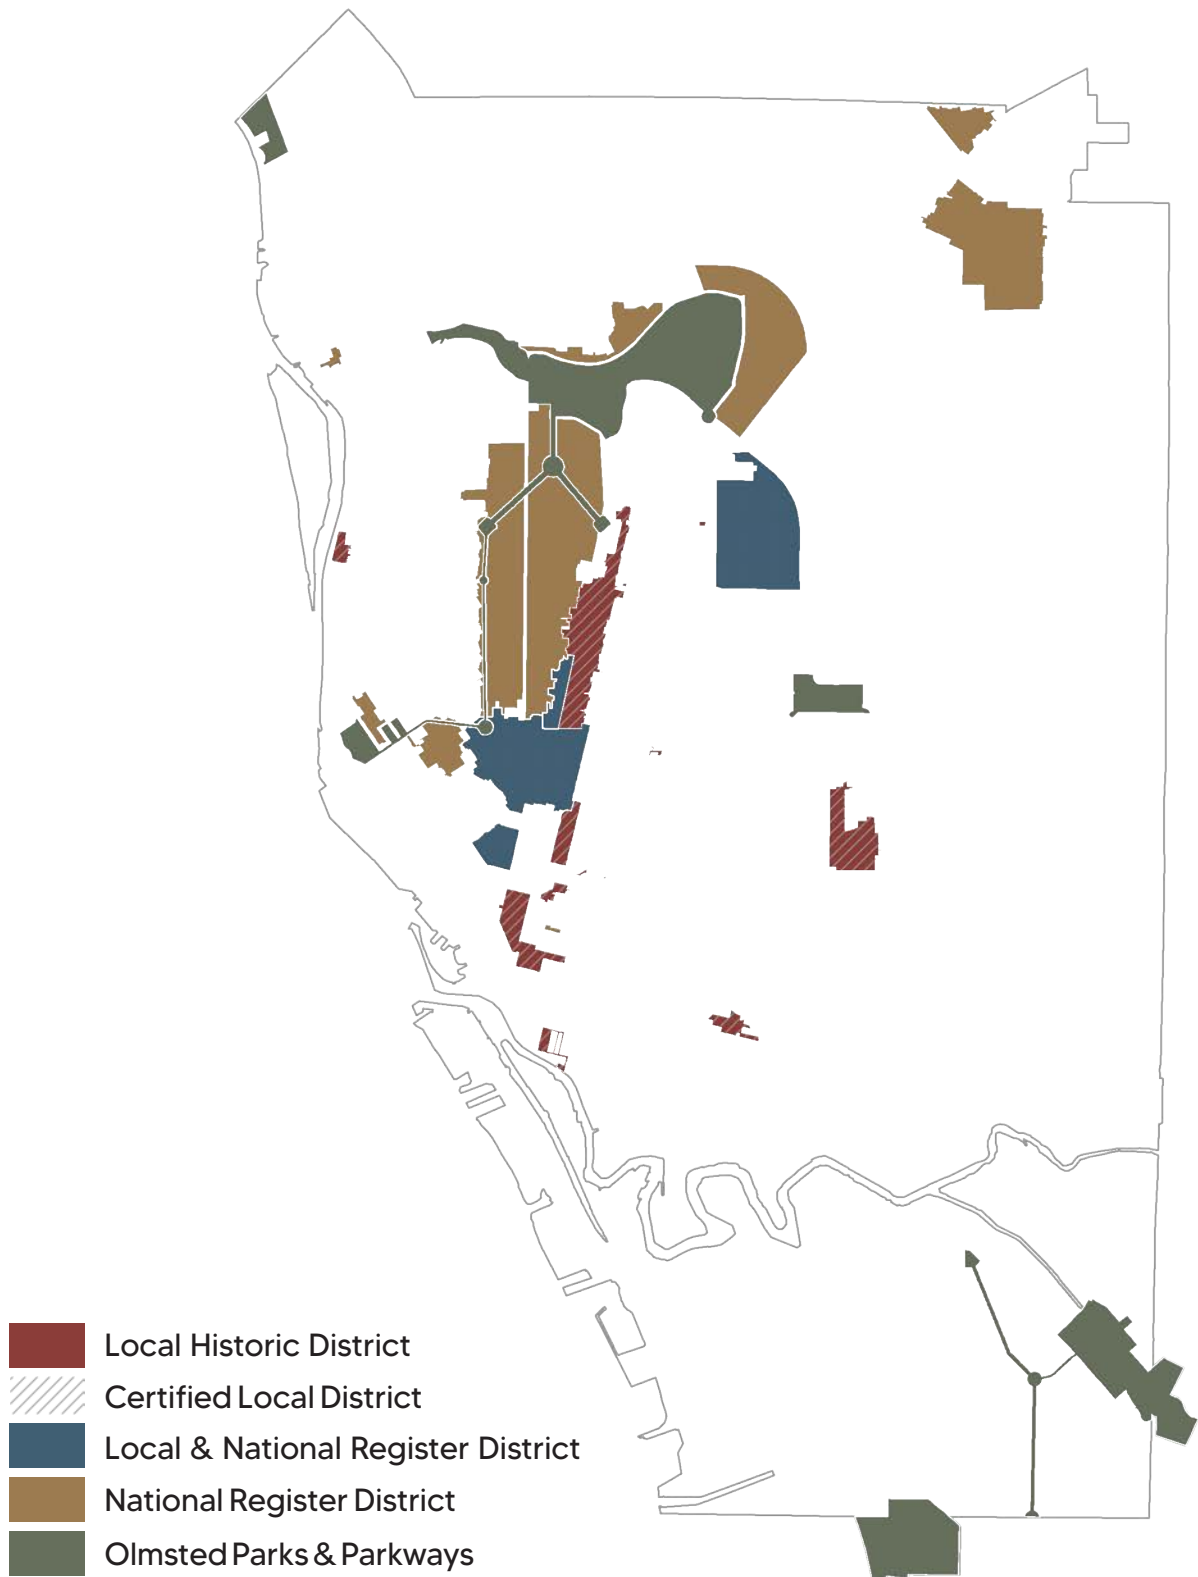 Local Historic District
Certified Local District
Local & National Register District
National Register District
Olmsted Parks & Parkways